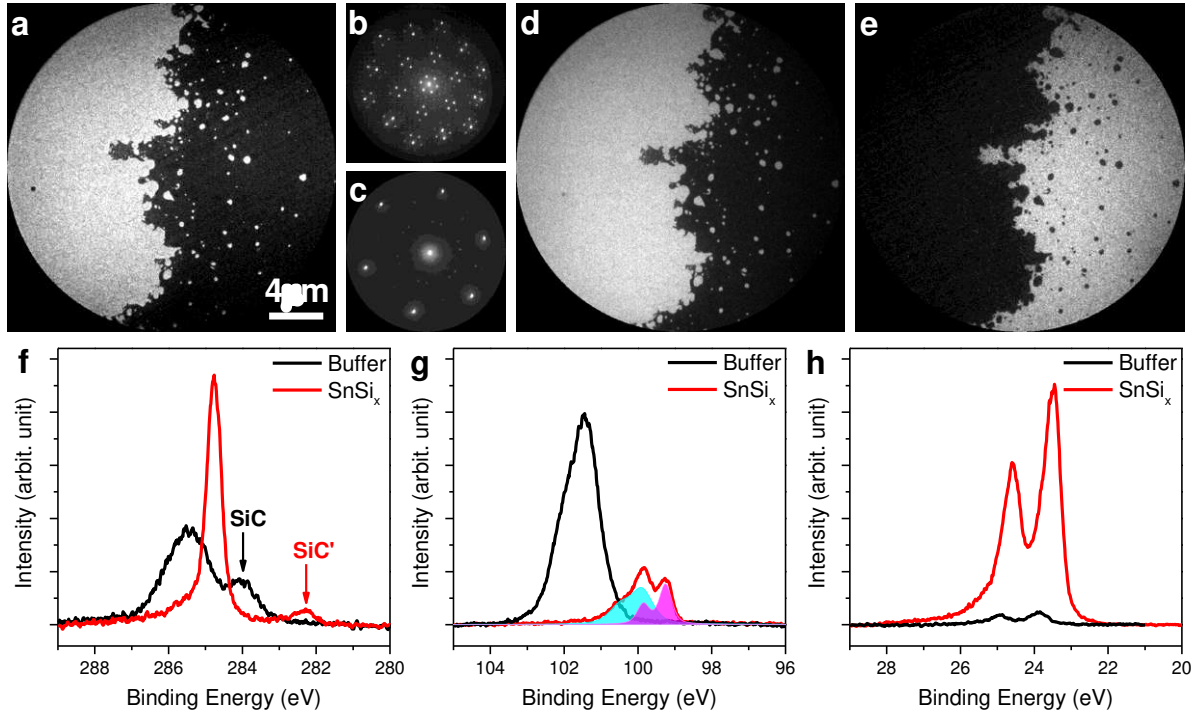 a
b
c
d
e
4μm
f
Buffer
SnSiₓ
SiC
SiC'
Intensity (arbit. unit)
288 286 284 282 280
Binding Energy (eV)
g
Buffer
SnSiₓ
Intensity (arbit. unit)
104 102 100 98 96
Binding Energy (eV)
h
Buffer
SnSiₓ
Intensity (arbit. unit)
28 26 24 22 20
Binding Energy (eV)